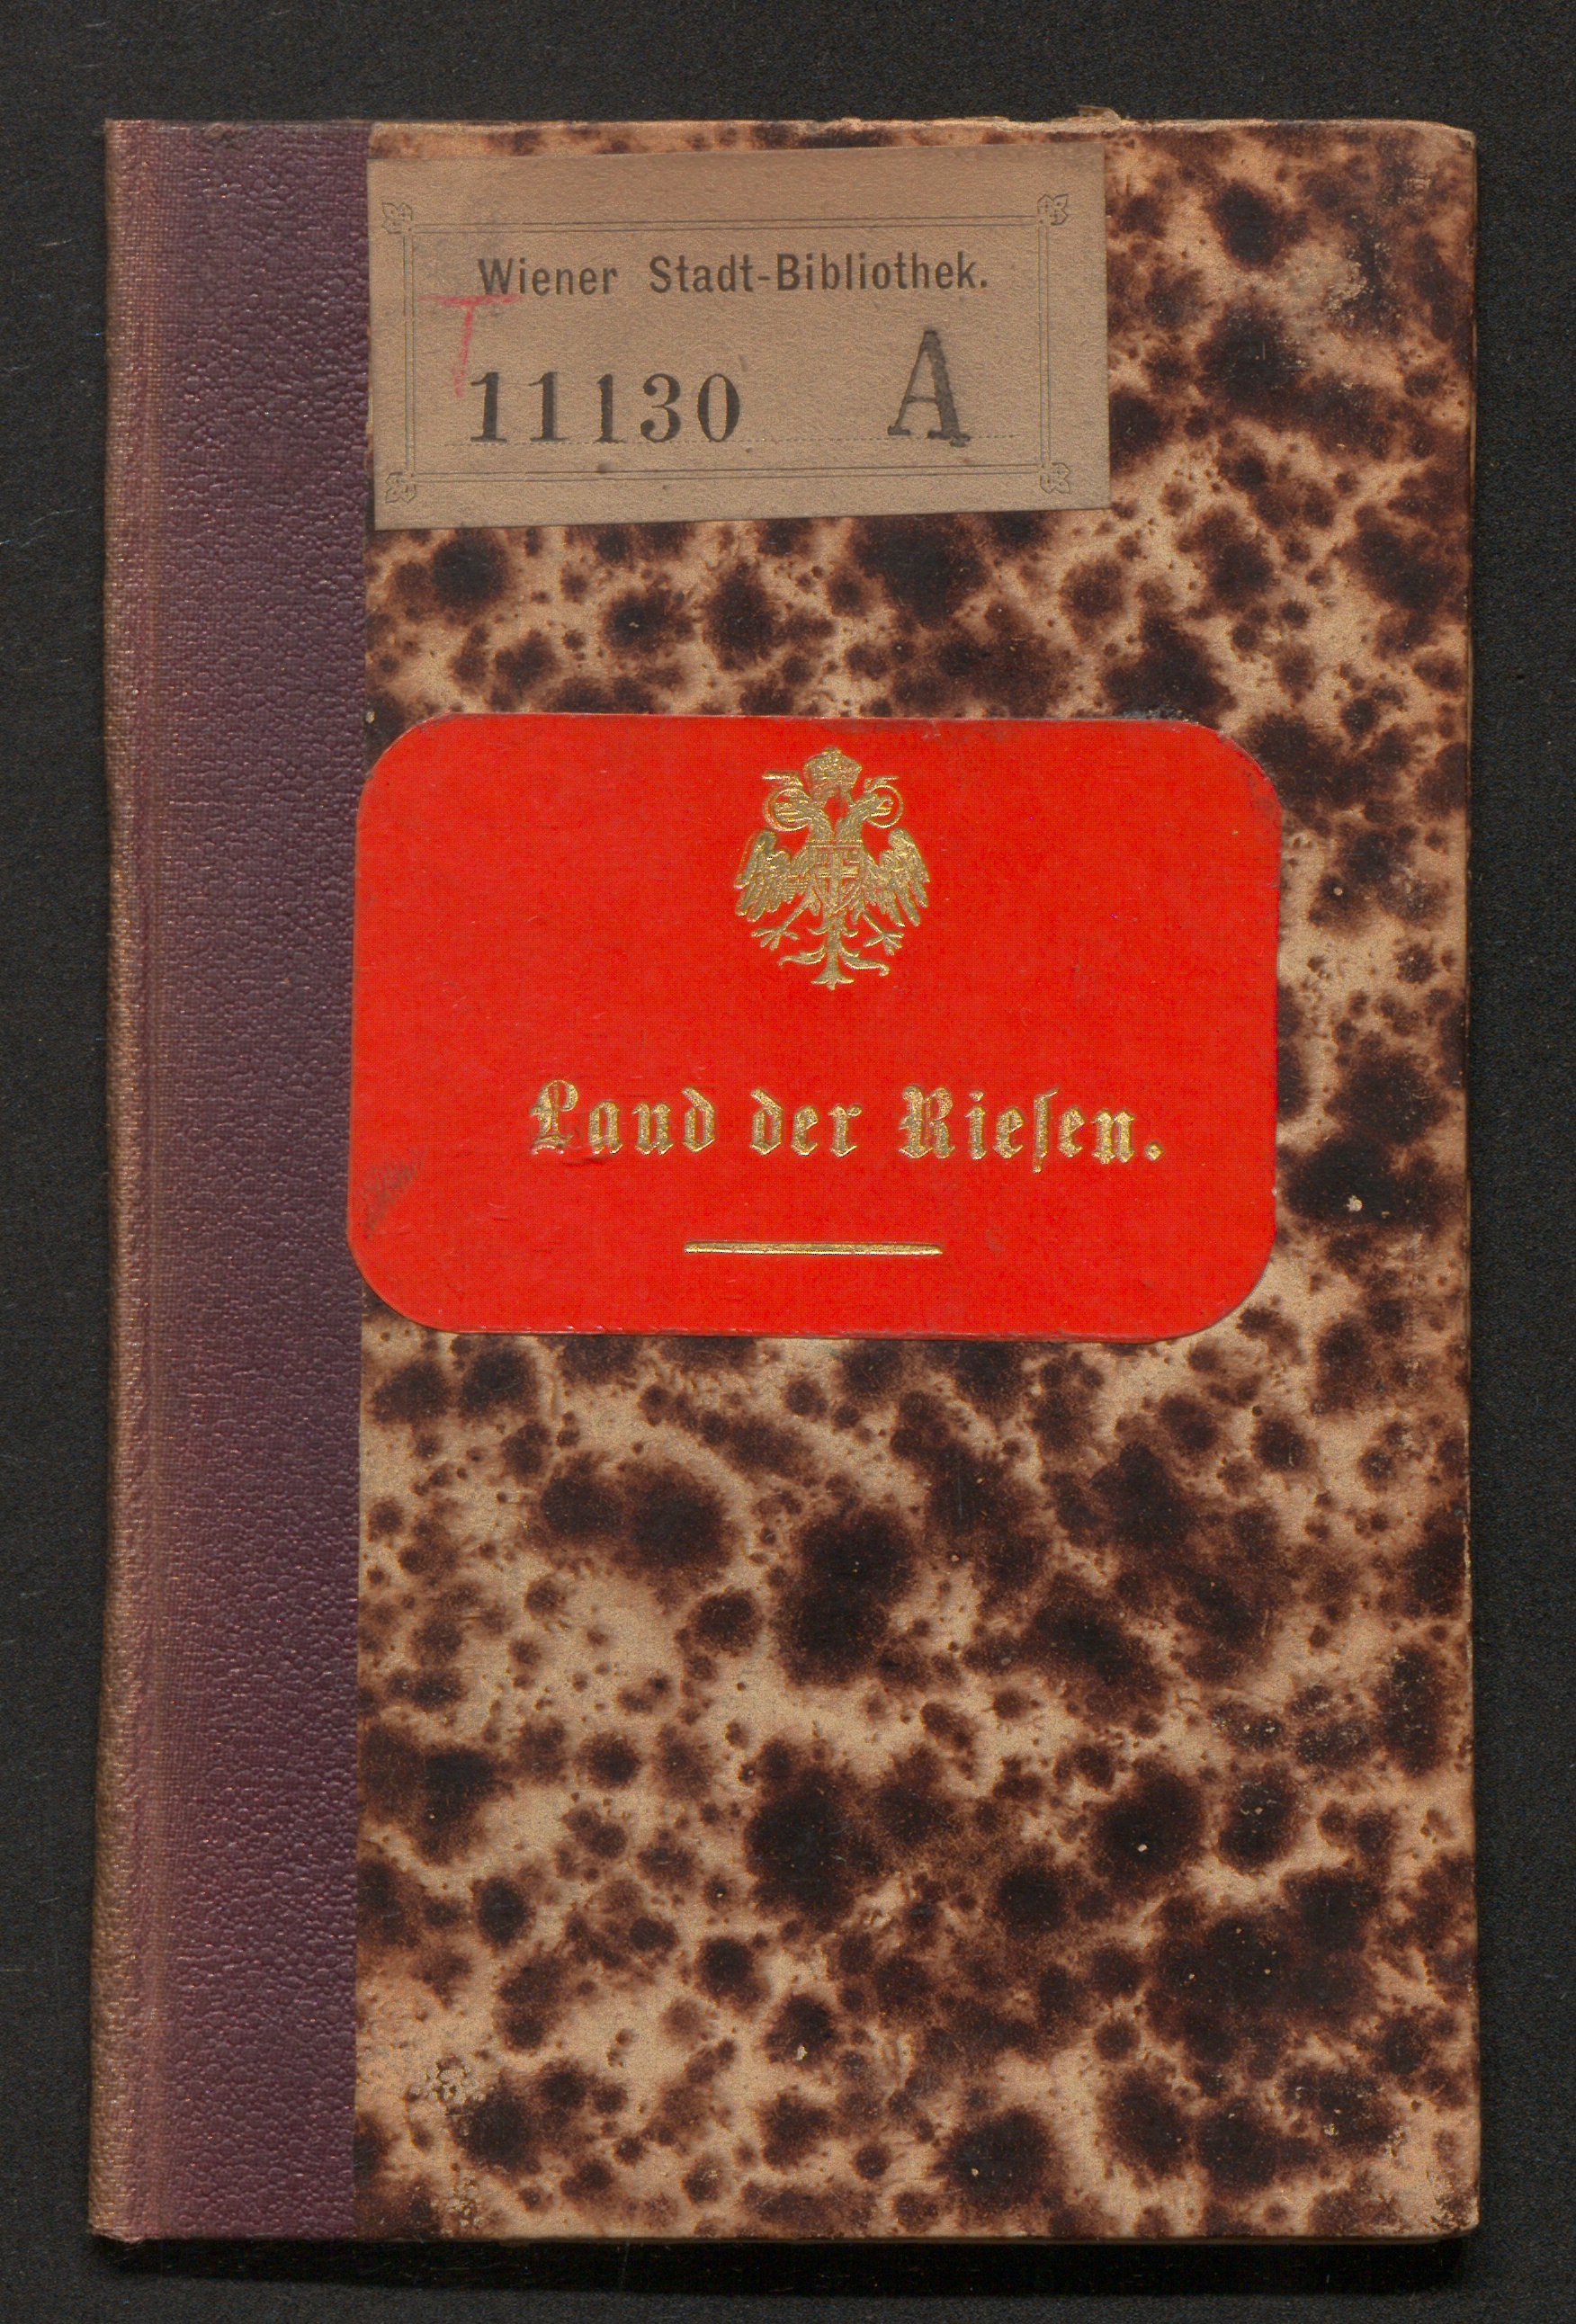 Wiener Stadt-Bibliothek.
T
11130 A
Land der Riesen.